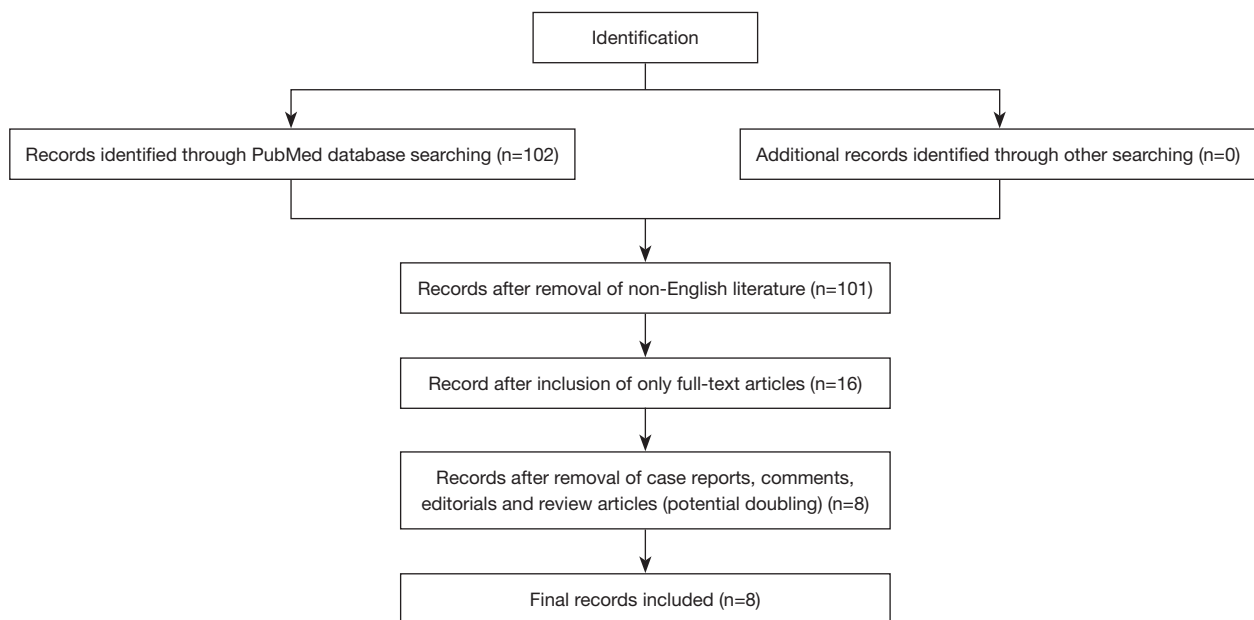 Identification
Records identified through PubMed database searching (n=102)
Additional records identified through other searching (n=0)
Records after removal of non-English literature (n=101)
Record after inclusion of only full-text articles (n=16)
Records after removal of case reports, comments,
editorials and review articles (potential doubling) (n=8)
Final records included (n=8)